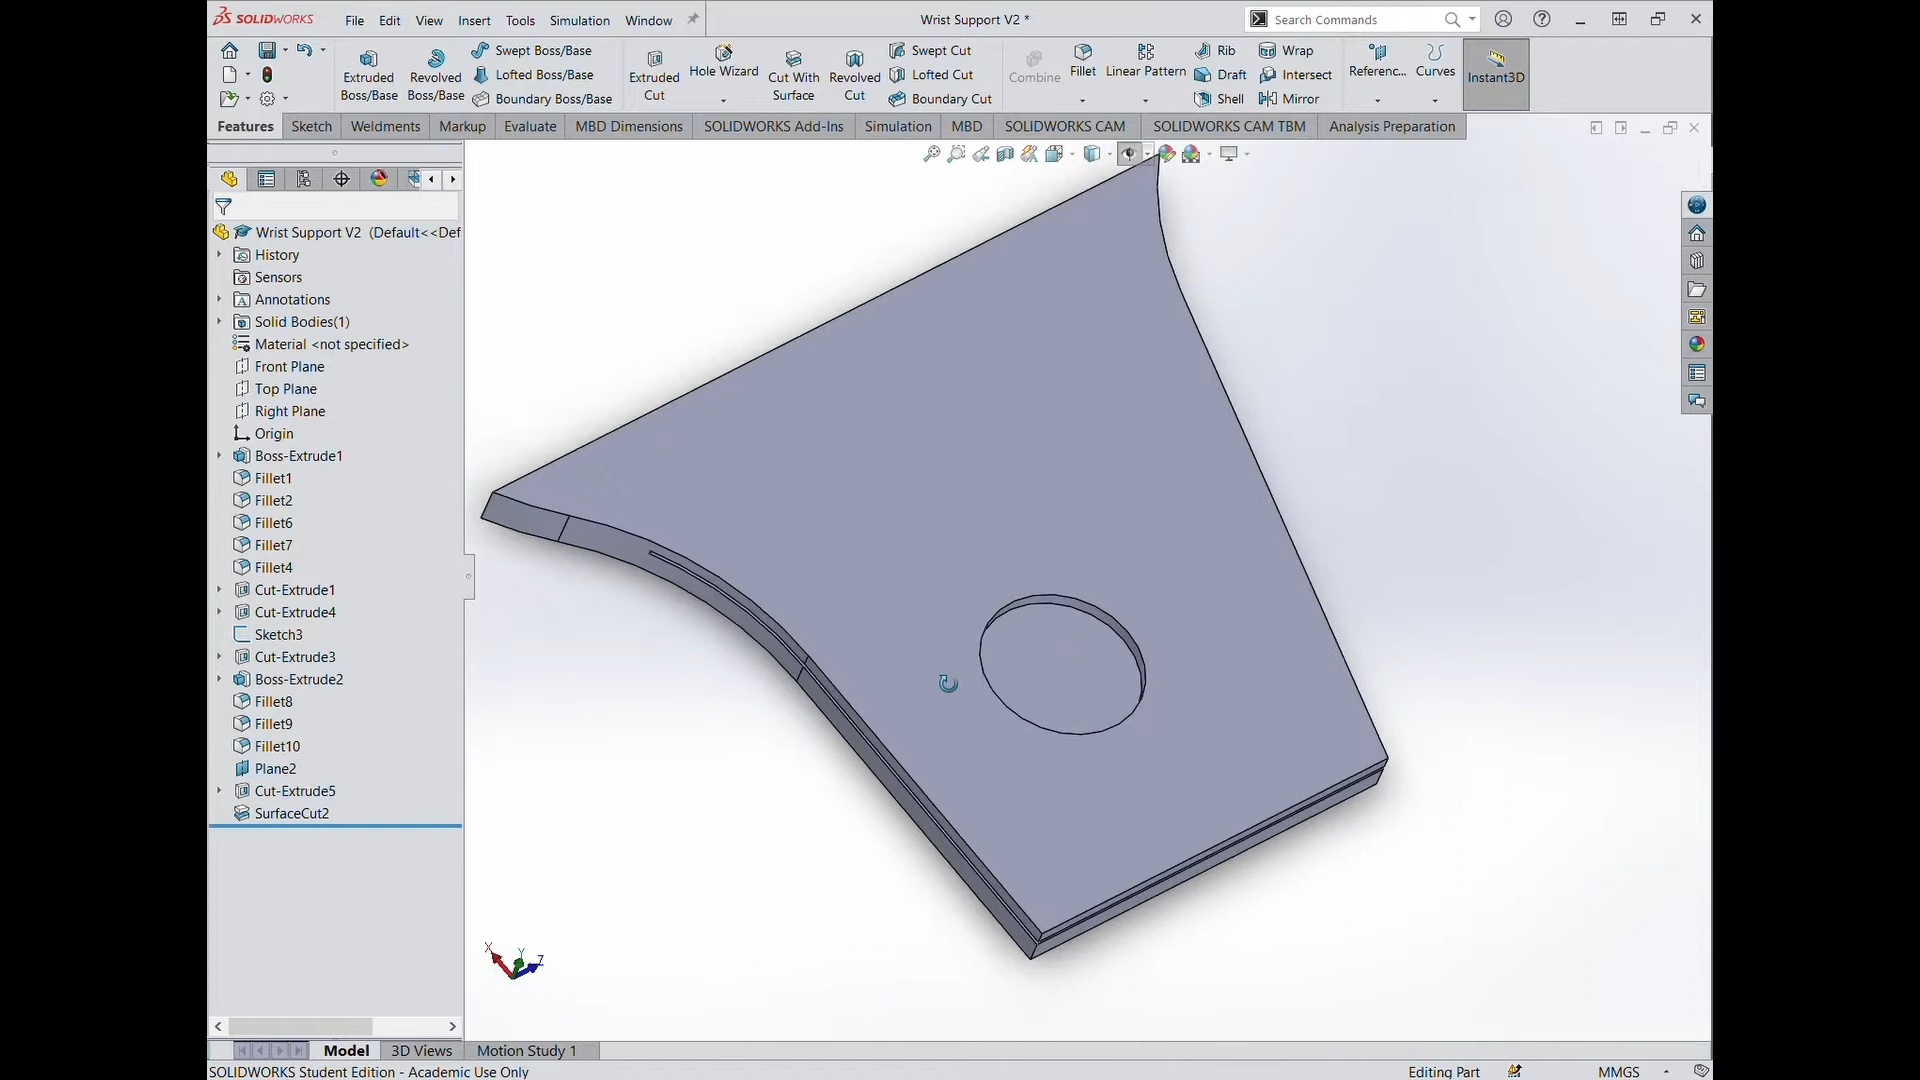 SOLIDWORKS
File Edit View Insert Tools Simulation Window
Wrist Support V2 *
Search Commands
Extruded Boss/Base
Revolved Boss/Base
Swept Boss/Base
Lofted Boss/Base
Boundary Boss/Base
Extruded Cut
Hole Wizard
Cut With Surface
Revolved Cut
Swept Cut
Lofted Cut
Boundary Cut
Combine
Fillet
Linear Pattern
Rib
Draft
Shell
Wrap
Intersect
Mirror
Referenc...
Curves
Instant3D
Features Sketch Weldments Markup Evaluate MBD Dimensions SOLIDWORKS Add-Ins Simulation MBD SOLIDWORKS CAM SOLIDWORKS CAM TBM Analysis Preparation
Wrist Support V2 (Default<<Def
History
Sensors
Annotations
Solid Bodies(1)
Material <not specified>
Front Plane
Top Plane
Right Plane
Origin
Boss-Extrude1
Fillet1
Fillet2
Fillet6
Fillet7
Fillet4
Cut-Extrude1
Cut-Extrude4
Sketch3
Cut-Extrude3
Boss-Extrude2
Fillet8
Fillet9
Fillet10
Plane2
Cut-Extrude5
SurfaceCut2
X Y Z
Model 3D Views Motion Study 1
SOLIDWORKS Student Edition - Academic Use Only
Editing Part
MMGS